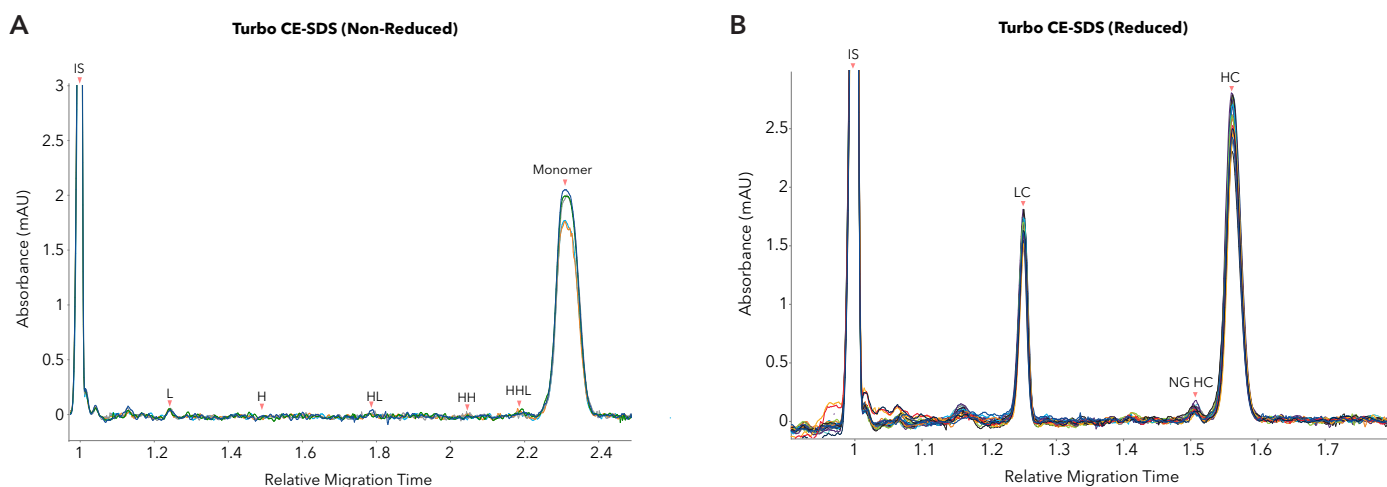 A
Turbo CE-SDS (Non-Reduced)
IS
3
2.5
2
1.5
1
0.5
0
Absorbance (mAU)
L
H
HL
HH
HHL
Monomer
1
1.2
1.4
1.6
1.8
2
2.2
2.4
Relative Migration Time
B
Turbo CE-SDS (Reduced)
IS
2.5
2
1.5
1
0.5
0
Absorbance (mAU)
LC
NG HC
HC
1
1.1
1.2
1.3
1.4
1.5
1.6
1.7
Relative Migration Time